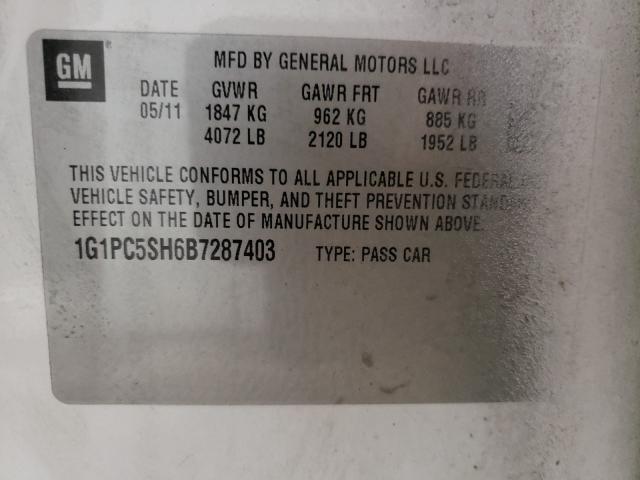 GM
MFD BY GENERAL MOTORS LLC
DATE GVWR GAWR FRT GAWR RR
05/11 1847 KG 962 KG 885 KG
4072 LB 2120 LB 1952 LB
THIS VEHICLE CONFORMS TO ALL APPLICABLE U.S. FEDERAL
VEHICLE SAFETY, BUMPER, AND THEFT PREVENTION
EFFECT ON THE DATE OF MANUFACTURE SHOWN ABOVE.
1G1PC5SH6B7287403 TYPE: PASS CAR